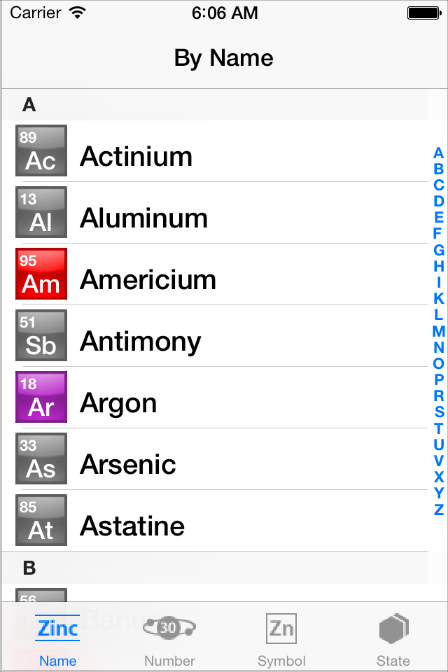 Carrier 6:06 AM
By Name
A
89
Ac
Actinium
13
Al
Aluminum
95
Am
Americium
51
Sb
Antimony
18
Ar
Argon
33
As
Arsenic
85
At
Astatine
B
56
A
B
C
D
E
F
G
H
I
K
L
M
N
O
P
R
S
T
U
V
X
Y
Z
Zinc
Name
30
Number
Zn
Symbol
State